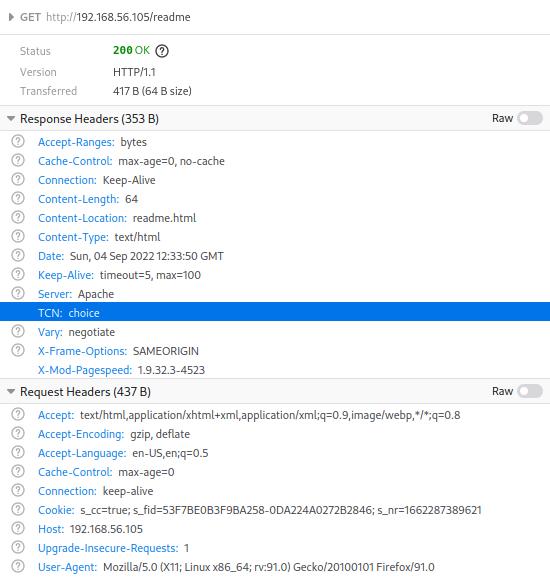 GET http://192.168.56.105/readme
Status 200 OK ?
Version HTTP/1.1
Transferred 417 B (64 B size)
Response Headers (353 B) Raw
? Accept-Ranges: bytes
? Cache-Control: max-age=0, no-cache
? Connection: Keep-Alive
? Content-Length: 64
? Content-Location: readme.html
? Content-Type: text/html
? Date: Sun, 04 Sep 2022 12:33:50 GMT
? Keep-Alive: timeout=5, max=100
? Server: Apache
TCN: choice
? Vary: negotiate
? X-Frame-Options: SAMEORIGIN
X-Mod-Pagespeed: 1.9.32.3-4523
Request Headers (437 B) Raw
? Accept: text/html,application/xhtml+xml,application/xml;q=0.9,image/webp,*/*;q=0.8
? Accept-Encoding: gzip, deflate
? Accept-Language: en-US,en;q=0.5
? Cache-Control: max-age=0
? Connection: keep-alive
? Cookie: s_cc=true; s_fid=53F7BE0B3F9BA258-0DA224A0272B2846; s_nr=1662287389621
? Host: 192.168.56.105
? Upgrade-Insecure-Requests: 1
? User-Agent: Mozilla/5.0 (X11; Linux x86_64; rv:91.0) Gecko/20100101 Firefox/91.0